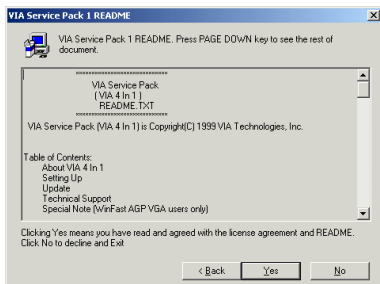 VIA Service Pack 1 README
VIA Service Pack 1 README. Press PAGE DOWN key to see the rest of
document.
==========================
VIA Service Pack
( VIA 4 In 1 )
README.TXT
==========================
VIA Service Pack (VIA 4 In 1) is Copyright(C) 1999 VIA Technologies, Inc.
Table of Contents:
About VIA 4 In 1
Setting Up
Update
Technical Support
Special Note (WinFast AGP VGA users only)
Clicking Yes means you have read and agreed with the license agreement and README.
Click No to decline and Exit
< Back
Yes
No